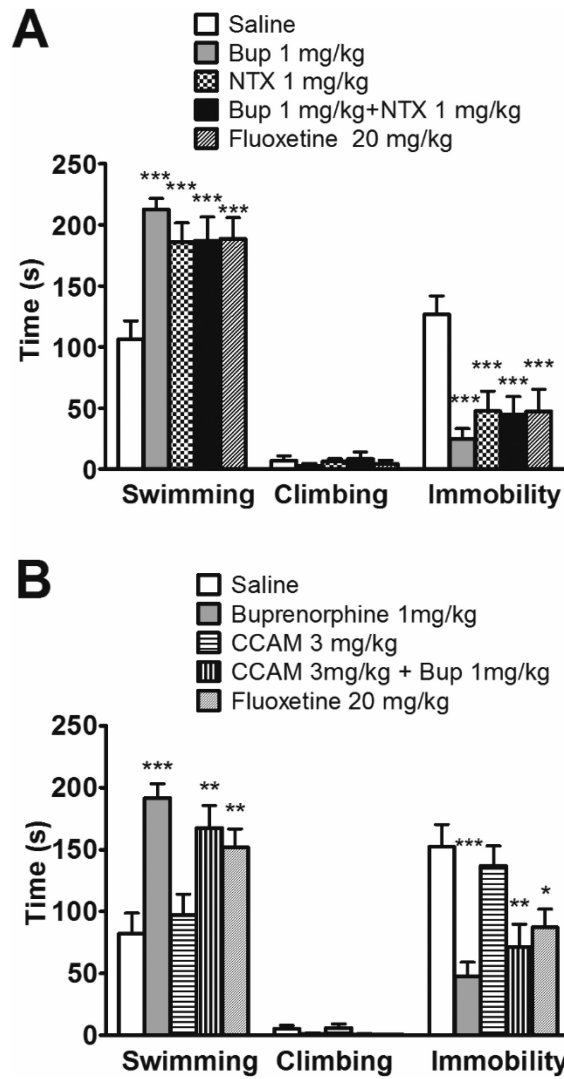 A
Saline
Bup 1 mg/kg
NTX 1 mg/kg
Bup 1 mg/kg+NTX 1 mg/kg
Fluoxetine 20 mg/kg
Time (s)
250
200
150
100
50
0
*** *** *** ***
*** *** *** ***
Swimming Climbing Immobility
B
Saline
Buprenorphine 1mg/kg
CCAM 3 mg/kg
CCAM 3mg/kg + Bup 1mg/kg
Fluoxetine 20 mg/kg
Time (s)
250
200
150
100
50
0
*** ** **
*** ** *
Swimming Climbing Immobility